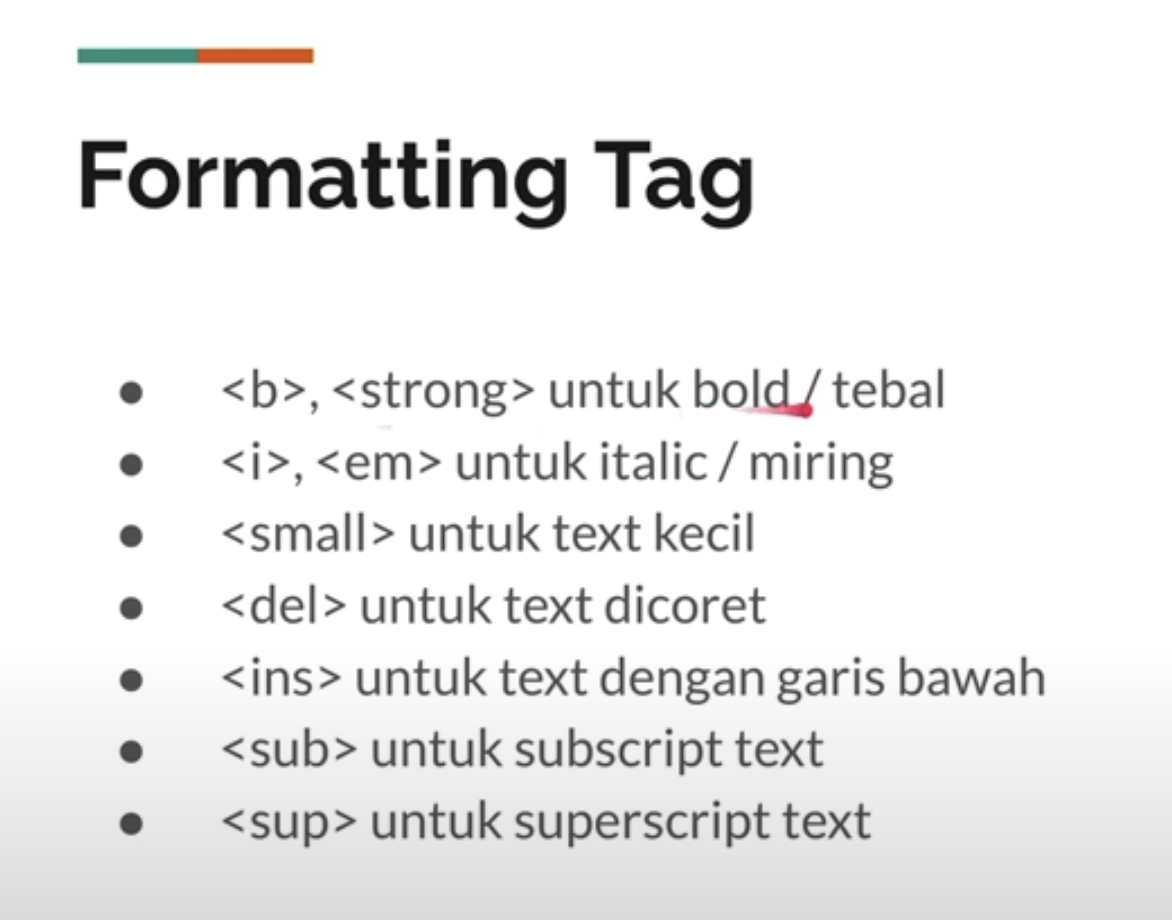 Formatting Tag
● <b>, <strong> untuk bold / tebal
● <i>, <em> untuk italic / miring
● <small> untuk text kecil
● <del> untuk text dicoret
● <ins> untuk text dengan garis bawah
● <sub> untuk subscript text
● <sup> untuk superscript text